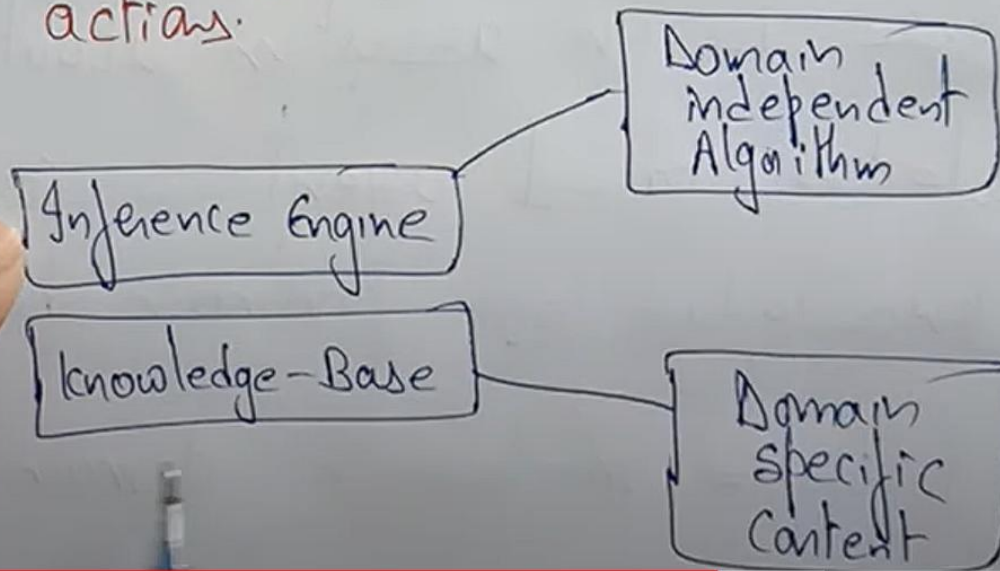 actions.
Domain
independent
Algorithm
Inference Engine
Knowledge-Base
Domain
Specific
Content